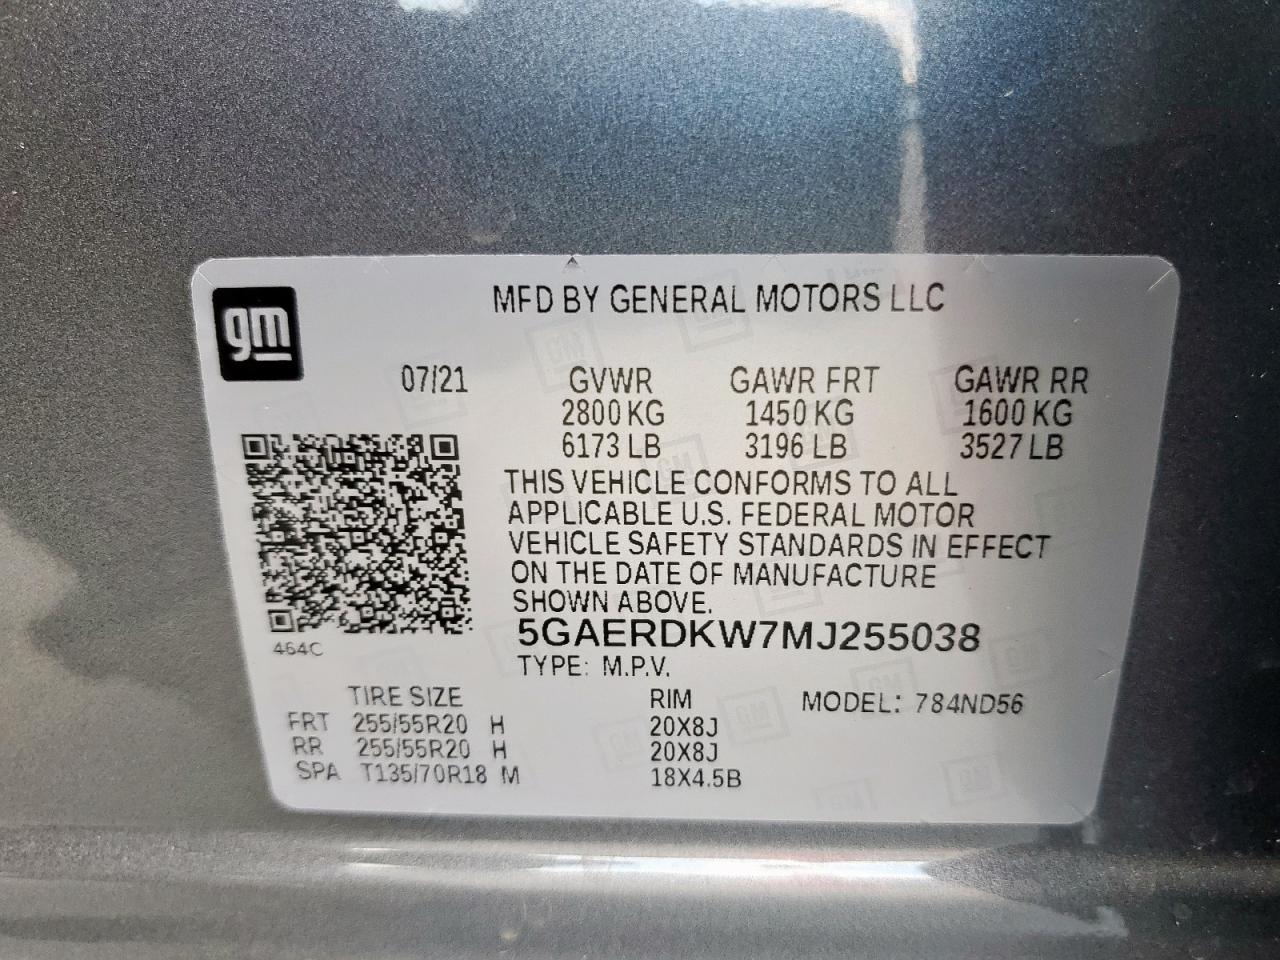 MFD BY GENERAL MOTORS LLC
gm
07/21 GVWR GAWR FRT GAWR RR
2800 KG 1450 KG 1600 KG
6173 LB 3196 LB 3527 LB
THIS VEHICLE CONFORMS TO ALL
APPLICABLE U.S. FEDERAL MOTOR
VEHICLE SAFETY STANDARDS IN EFFECT
ON THE DATE OF MANUFACTURE
SHOWN ABOVE.
464C
5GAERDKW7MJ255038
TYPE: M.P.V.
TIRE SIZE RIM MODEL: 784ND56
FRT 255/55R20 H 20X8J
RR 255/55R20 H 20X8J
SPA T135/70R18 M 18X4.5B